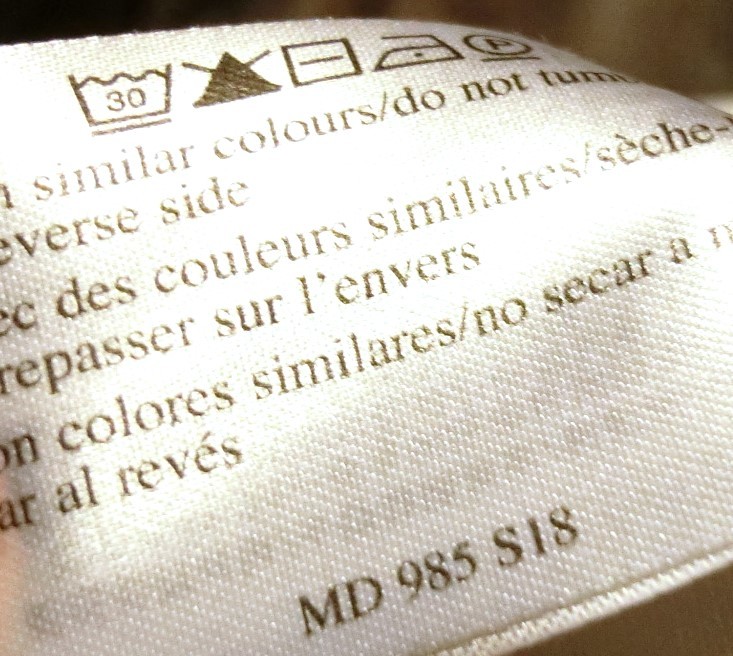 30 P
similar colours/do not
everse side
ec des couleurs similaires/sèche-
repasser sur l'envers
on colores similares/no secar a
ar al revés
MD 985 S18